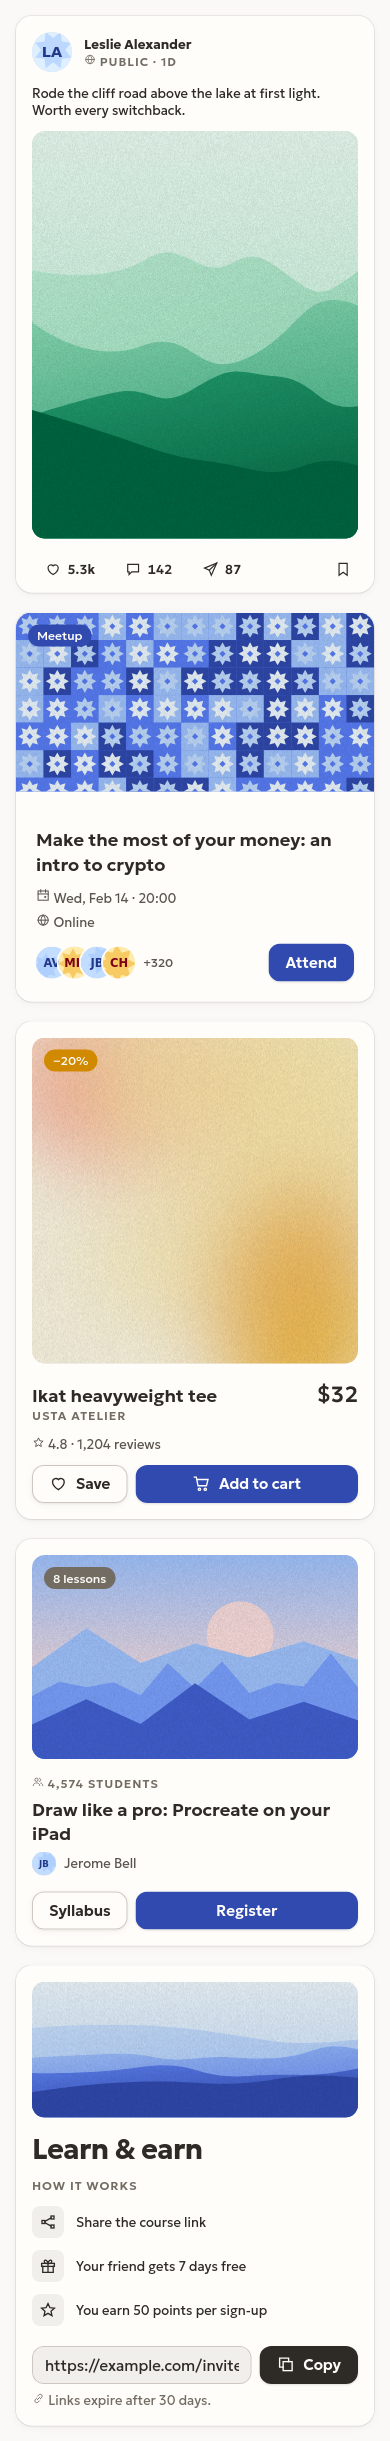 LA
Leslie Alexander
PUBLIC · 1D
Rode the cliff road above the lake at first light.
Worth every switchback.
5.3k 142 87
Meetup
Make the most of your money: an
intro to crypto
Wed, Feb 14 · 20:00
Online
AV JB CH +320 Attend
−20%
Ikat heavyweight tee $32
USTA ATELIER
4.8 · 1,204 reviews
Save Add to cart
8 lessons
4,574 STUDENTS
Draw like a pro: Procreate on your
iPad
JB Jerome Bell
Syllabus Register
Learn & earn
HOW IT WORKS
Share the course link
Your friend gets 7 days free
You earn 50 points per sign-up
https://example.com/invite Copy
Links expire after 30 days.